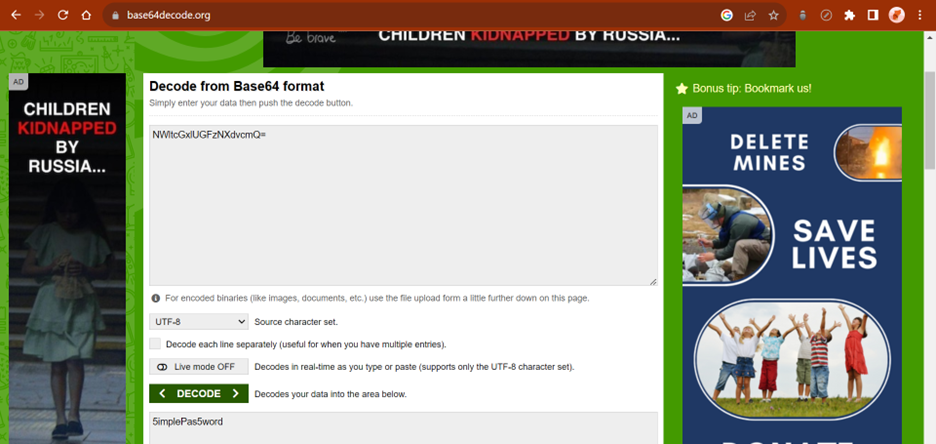 base64decode.org
Be brave
CHILDREN KIDNAPPED BY RUSSIA...
AD
CHILDREN
KIDNAPPED
BY
RUSSIA...
Decode from Base64 format
Simply enter your data then push the decode button.
NWltcGxlUGFzNXdvcmQ=
For encoded binaries (like images, documents, etc.) use the file upload form a little further down on this page.
UTF-8 Source character set.
Decode each line separately (useful for when you have multiple entries).
Live mode OFF Decodes in real-time as you type or paste (supports only the UTF-8 character set).
DECODE Decodes your data into the area below.
5implePas5word
Bonus tip: Bookmark us!
AD
DELETE
MINES
SAVE
LIVES